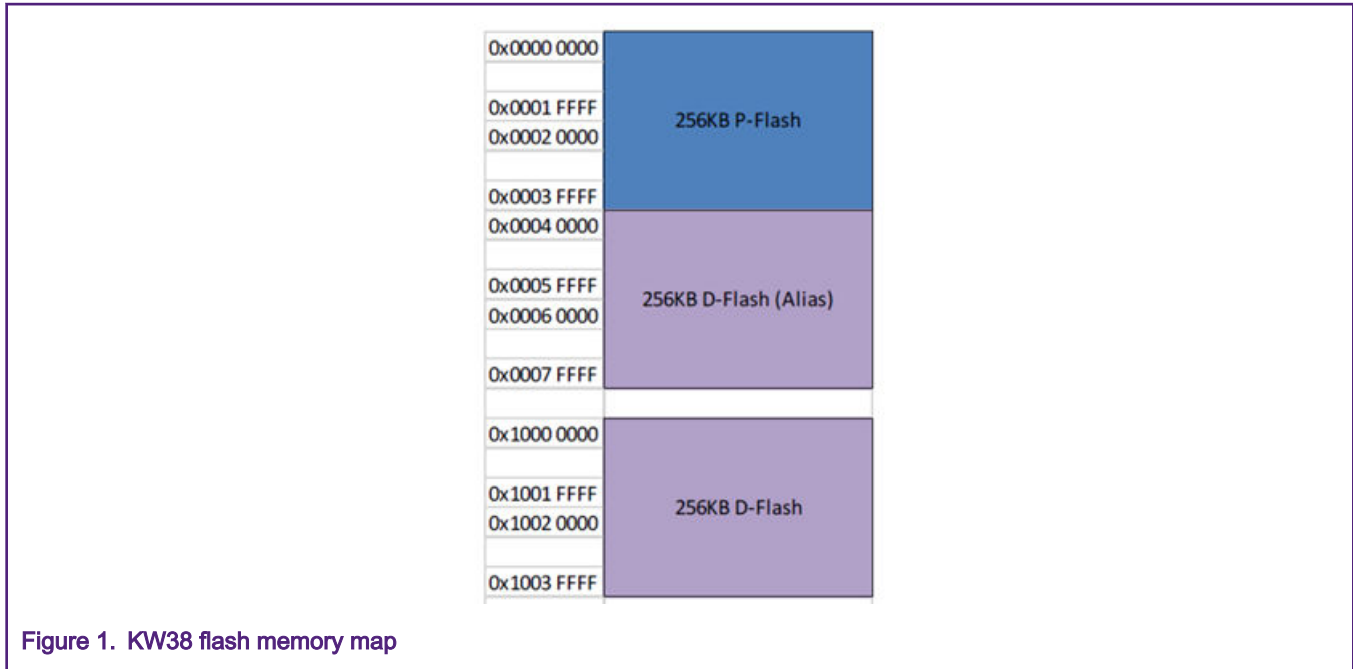 0x0000 0000
0x0001 FFFF
256KB P-Flash
0x0002 0000
0x0003 FFFF
0x0004 0000
0x0005 FFFF
256KB D-Flash (Alias)
0x0006 0000
0x0007 FFFF
0x1000 0000
0x1001 FFFF
256KB D-Flash
0x1002 0000
0x1003 FFFF
Figure 1. KW38 flash memory map